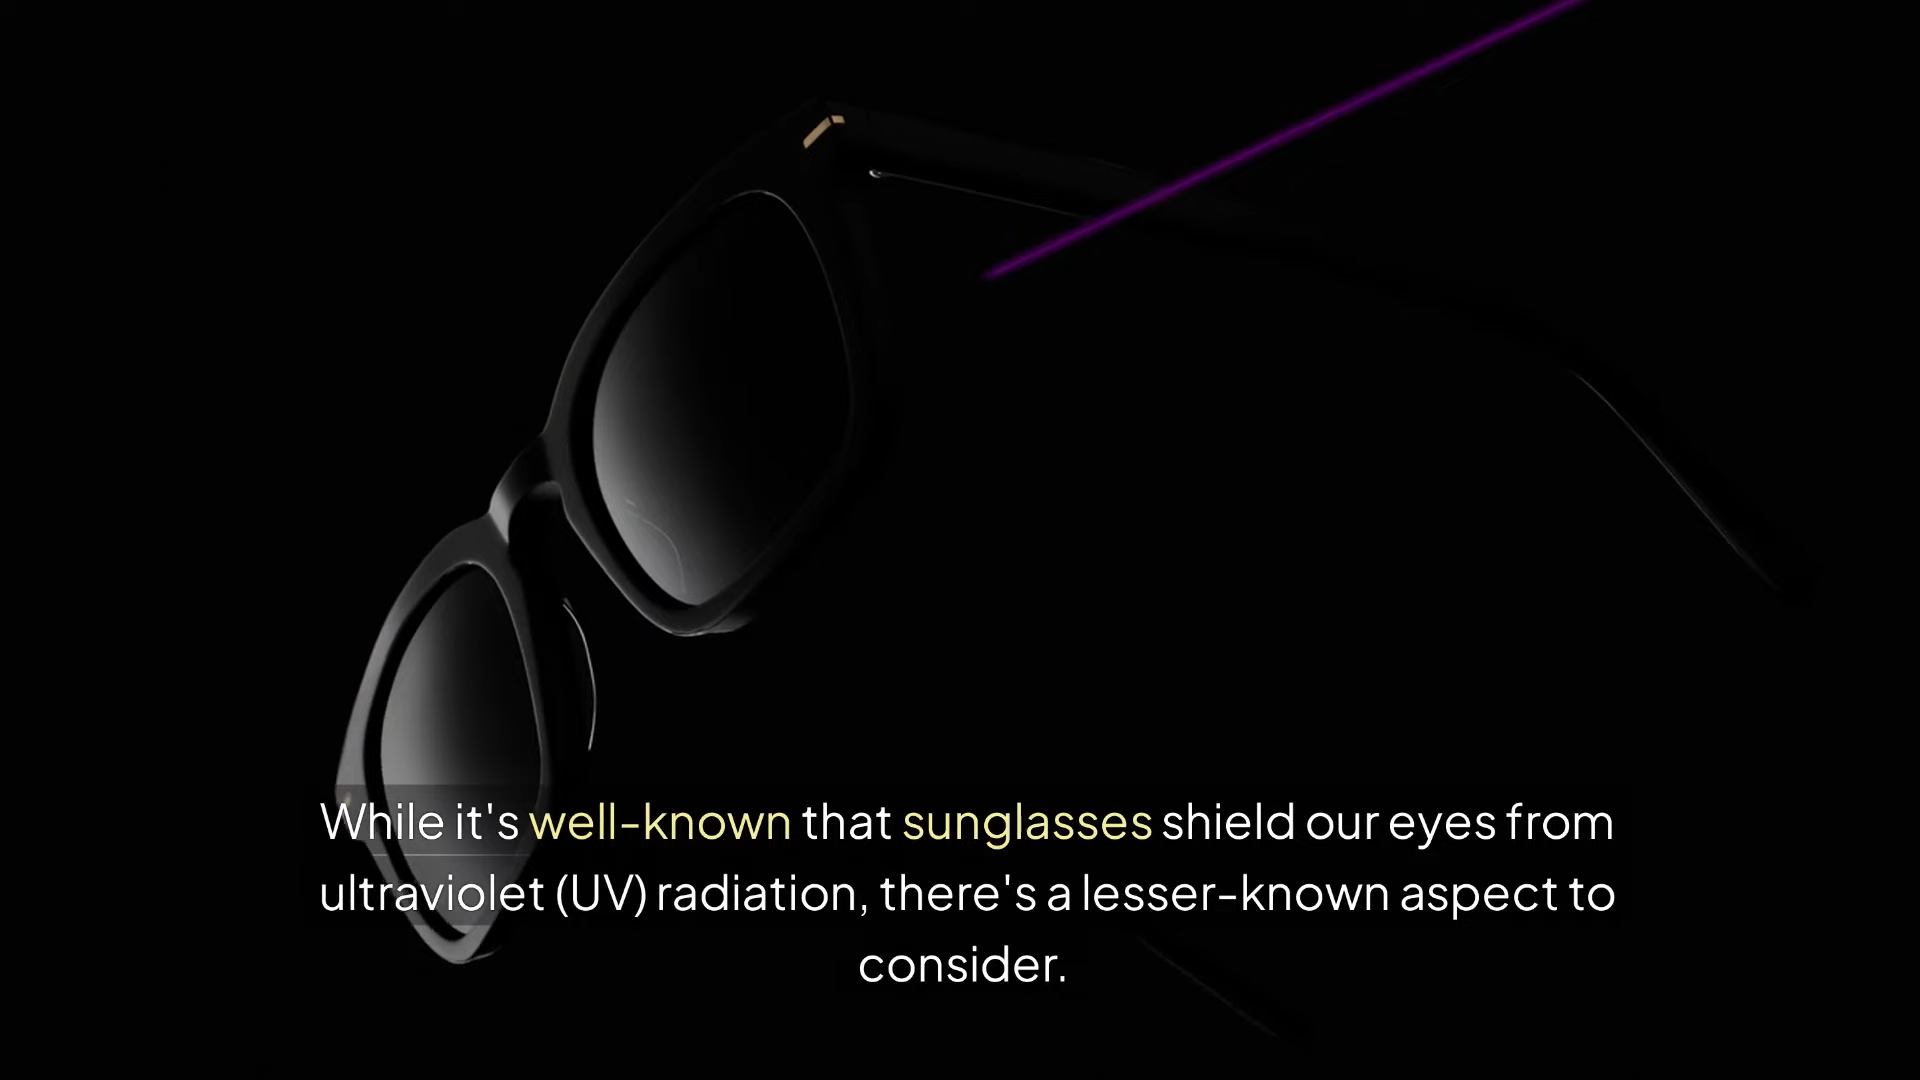 While it's well-known that sunglasses shield our eyes from
ultraviolet (UV) radiation, there's a lesser-known aspect to
consider.